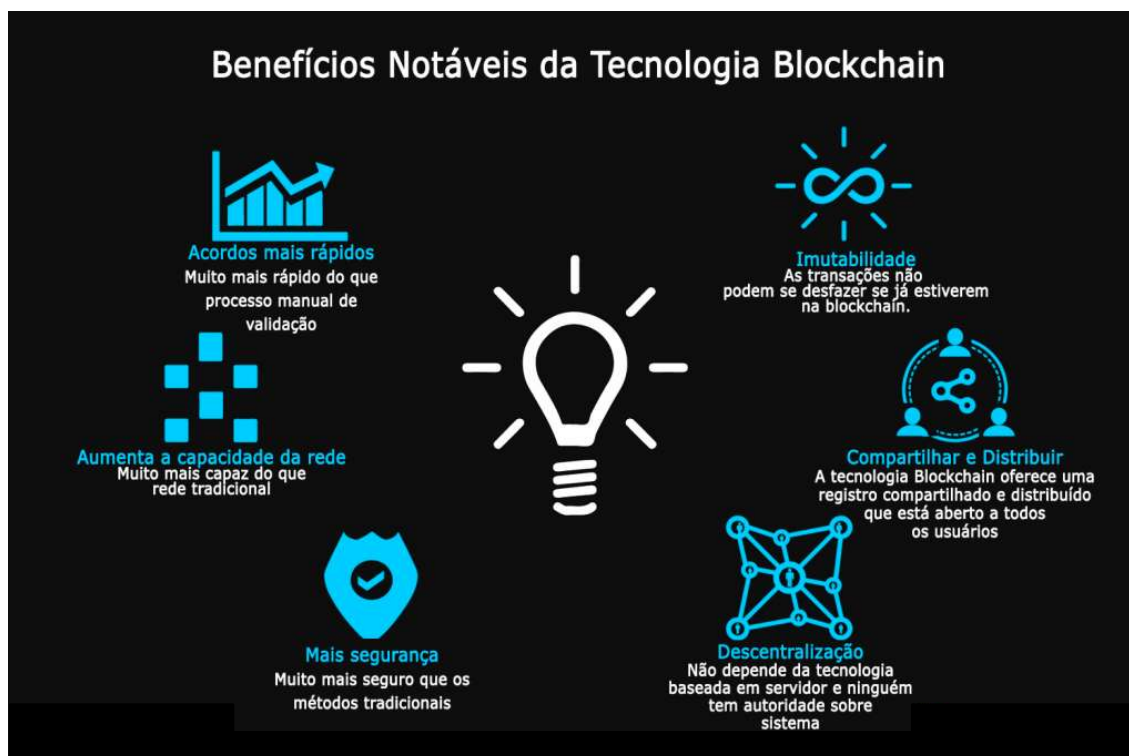 Benefícios Notáveis da Tecnologia Blockchain
Acordos mais rápidos
Muito mais rápido do que
processo manual de
validação
Aumenta a capacidade da rede
Muito mais capaz do que
rede tradicional
Mais segurança
Muito mais seguro que os
métodos tradicionais
Imutabilidade
As transações não
podem se desfazer se já estiverem
na blockchain.
Compartilhar e Distribuir
A tecnologia Blockchain oferece uma
registro compartilhado e distribuído
que está aberto a todos
os usuários
Descentralização
Não depende da tecnologia
baseada em servidor e ninguém
tem autoridade sobre
sistema